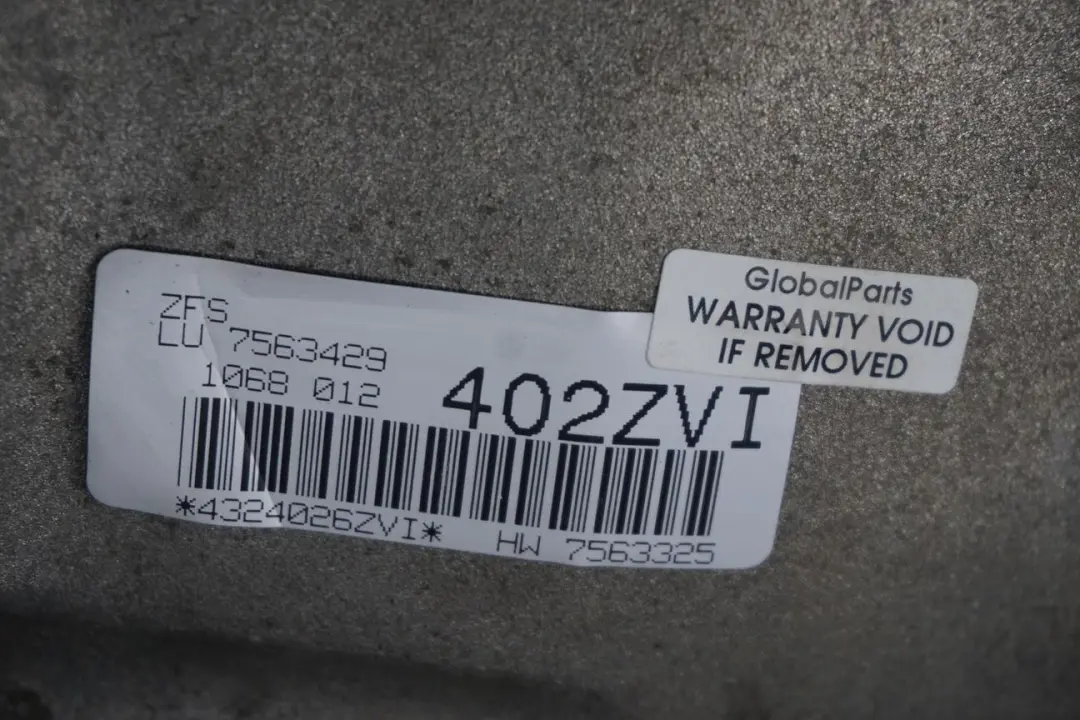 ZFS
LU 7563429
1068 012
402ZVI
*4324026ZVI*
HW 7563325
GlobalParts
WARRANTY VOID
IF REMOVED